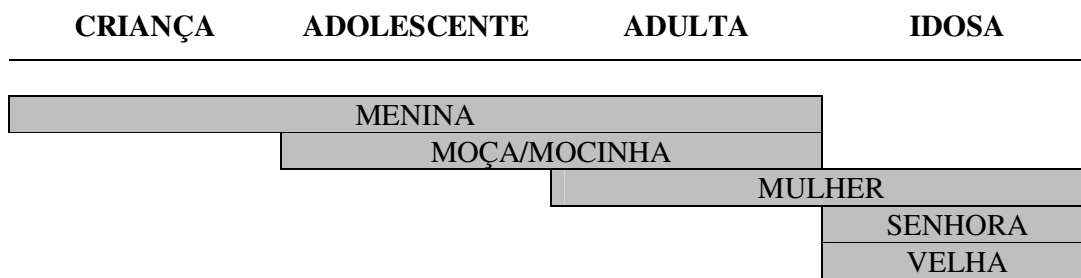 CRIANÇA ADOLESCENTE ADULTA IDOSA
MENINA
MOÇA/MOCINHA
MULHER
SENHORA
VELHA